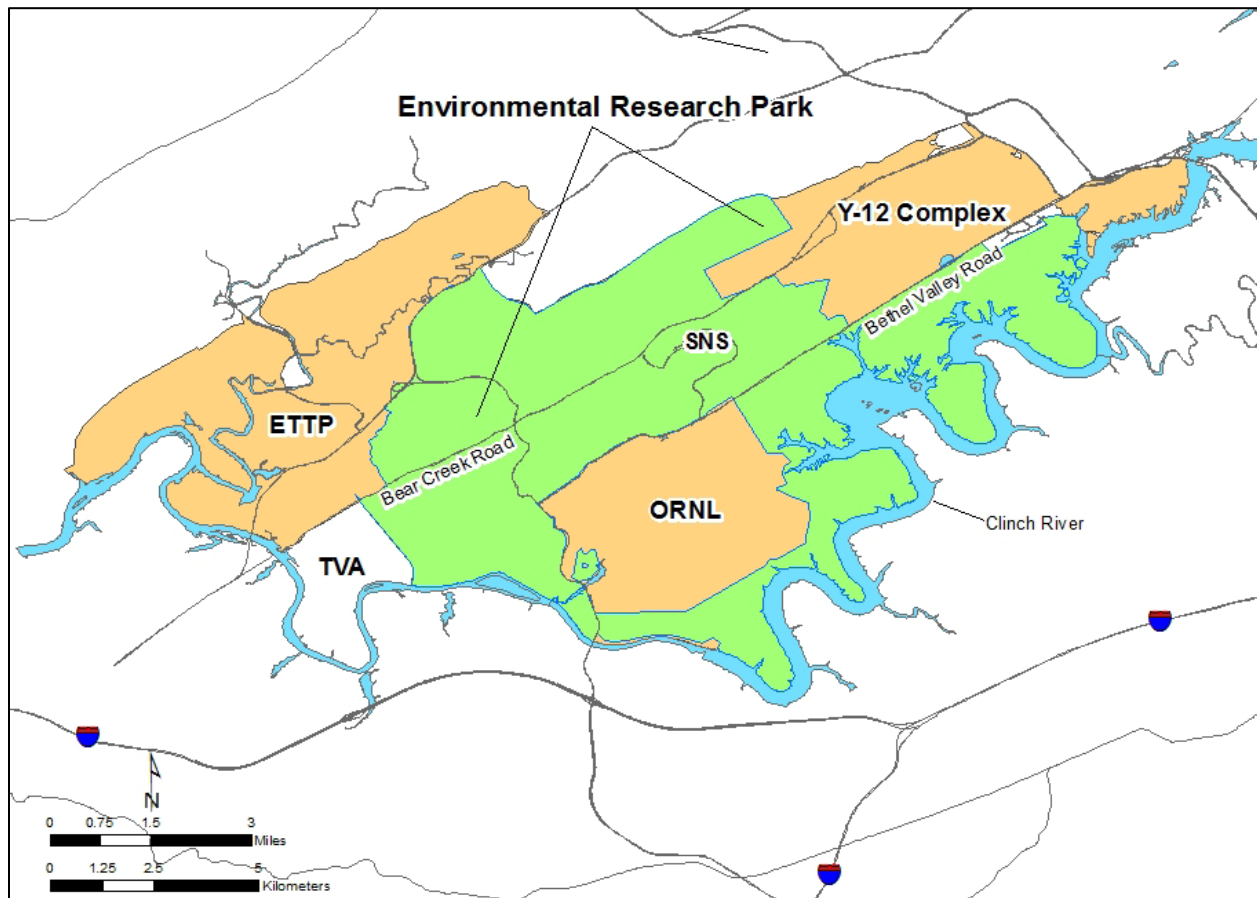 Environmental Research Park
Y-12 Complex
Bethel Valley Road
SNS
ETTP
Bear Creek Road
ORNL
Clinch River
TVA
N
0 0.75 1.5 3
Miles
0 1.25 2.5 5
Kilometers